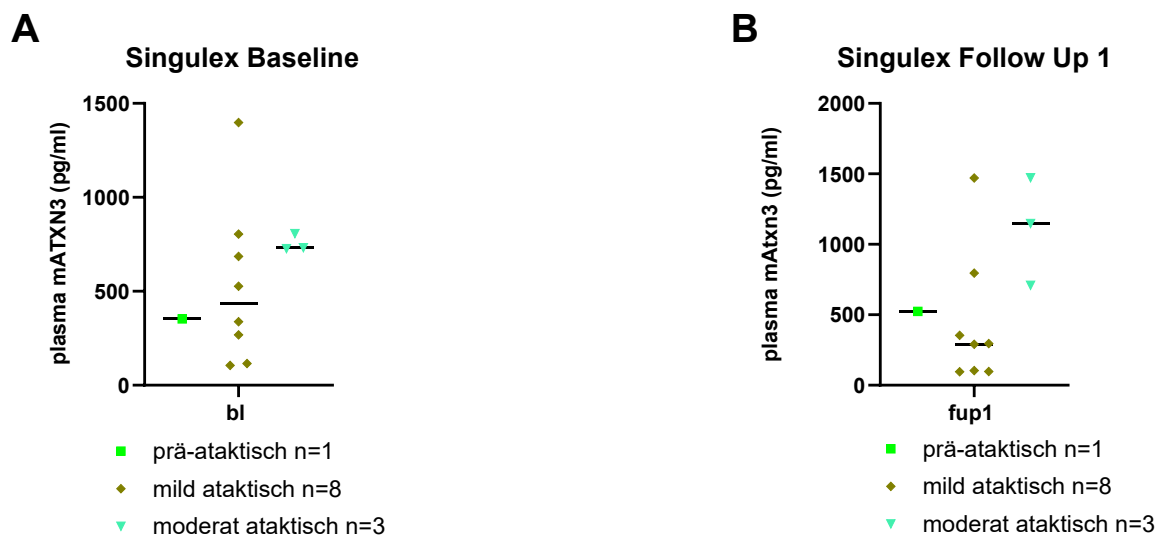 A
Singulex Baseline
plasma mATXN3 (pg/ml)
1500
1000
500
0
bl
prä-ataktisch n=1
mild ataktisch n=8
moderat ataktisch n=3
B
Singulex Follow Up 1
plasma mAtxn3 (pg/ml)
2000
1500
1000
500
0
fup1
prä-ataktisch n=1
mild ataktisch n=8
moderat ataktisch n=3